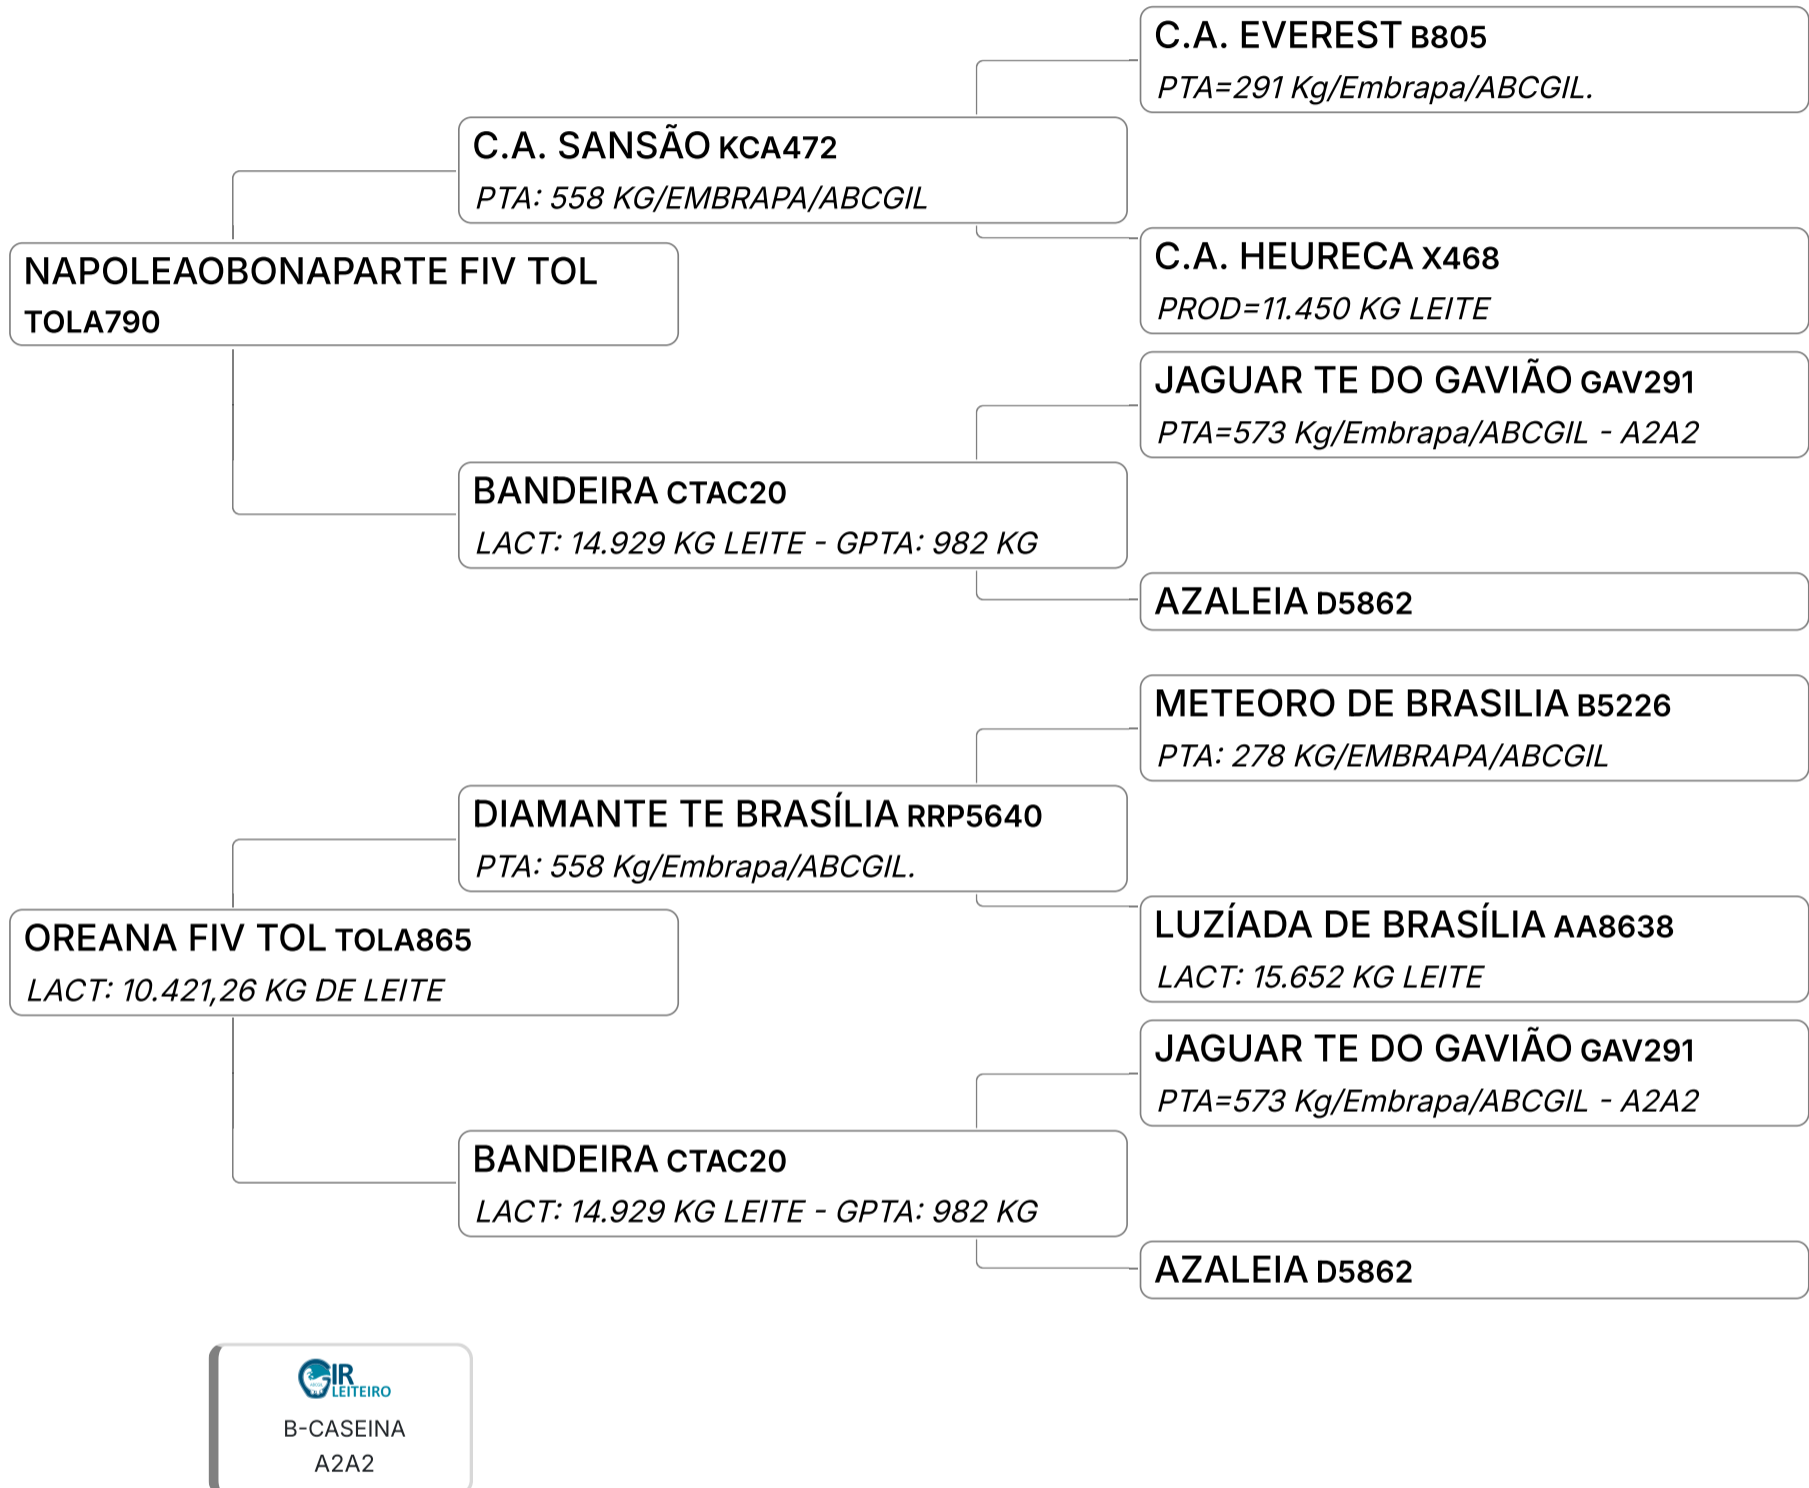 C.A. EVEREST B805
PTA=291 Kg/Embrapa/ABCGIL.
C.A. SANSÃO KCA472
PTA: 558 KG/EMBRAPA/ABCGIL
C.A. HEURECA X468
PROD=11.450 KG LEITE
NAPOLEAOBONAPARTE FIV TOL
TOLA790
JAGUAR TE DO GAVIÃO GAV291
PTA=573 Kg/Embrapa/ABCGIL - A2A2
BANDEIRA CTAC20
LACT: 14.929 KG LEITE - GPTA: 982 KG
AZALEIA D5862
METEORO DE BRASILIA B5226
PTA: 278 KG/EMBRAPA/ABCGIL
DIAMANTE TE BRASÍLIA RRP5640
PTA: 558 Kg/Embrapa/ABCGIL.
LUZÍADA DE BRASÍLIA AA8638
LACT: 15.652 KG LEITE
OREANA FIV TOL TOLA865
LACT: 10.421,26 KG DE LEITE
JAGUAR TE DO GAVIÃO GAV291
PTA=573 Kg/Embrapa/ABCGIL - A2A2
BANDEIRA CTAC20
LACT: 14.929 KG LEITE - GPTA: 982 KG
AZALEIA D5862
GIR
LEITEIRO
B-CASEINA
A2A2